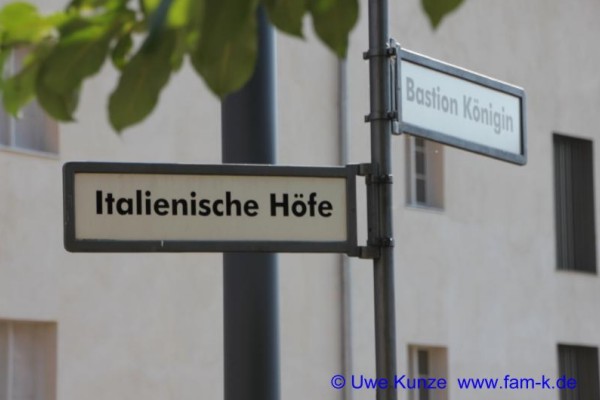 Bastion Königin
Italienische Höfe
© Uwe Kunze www.fam-k.de